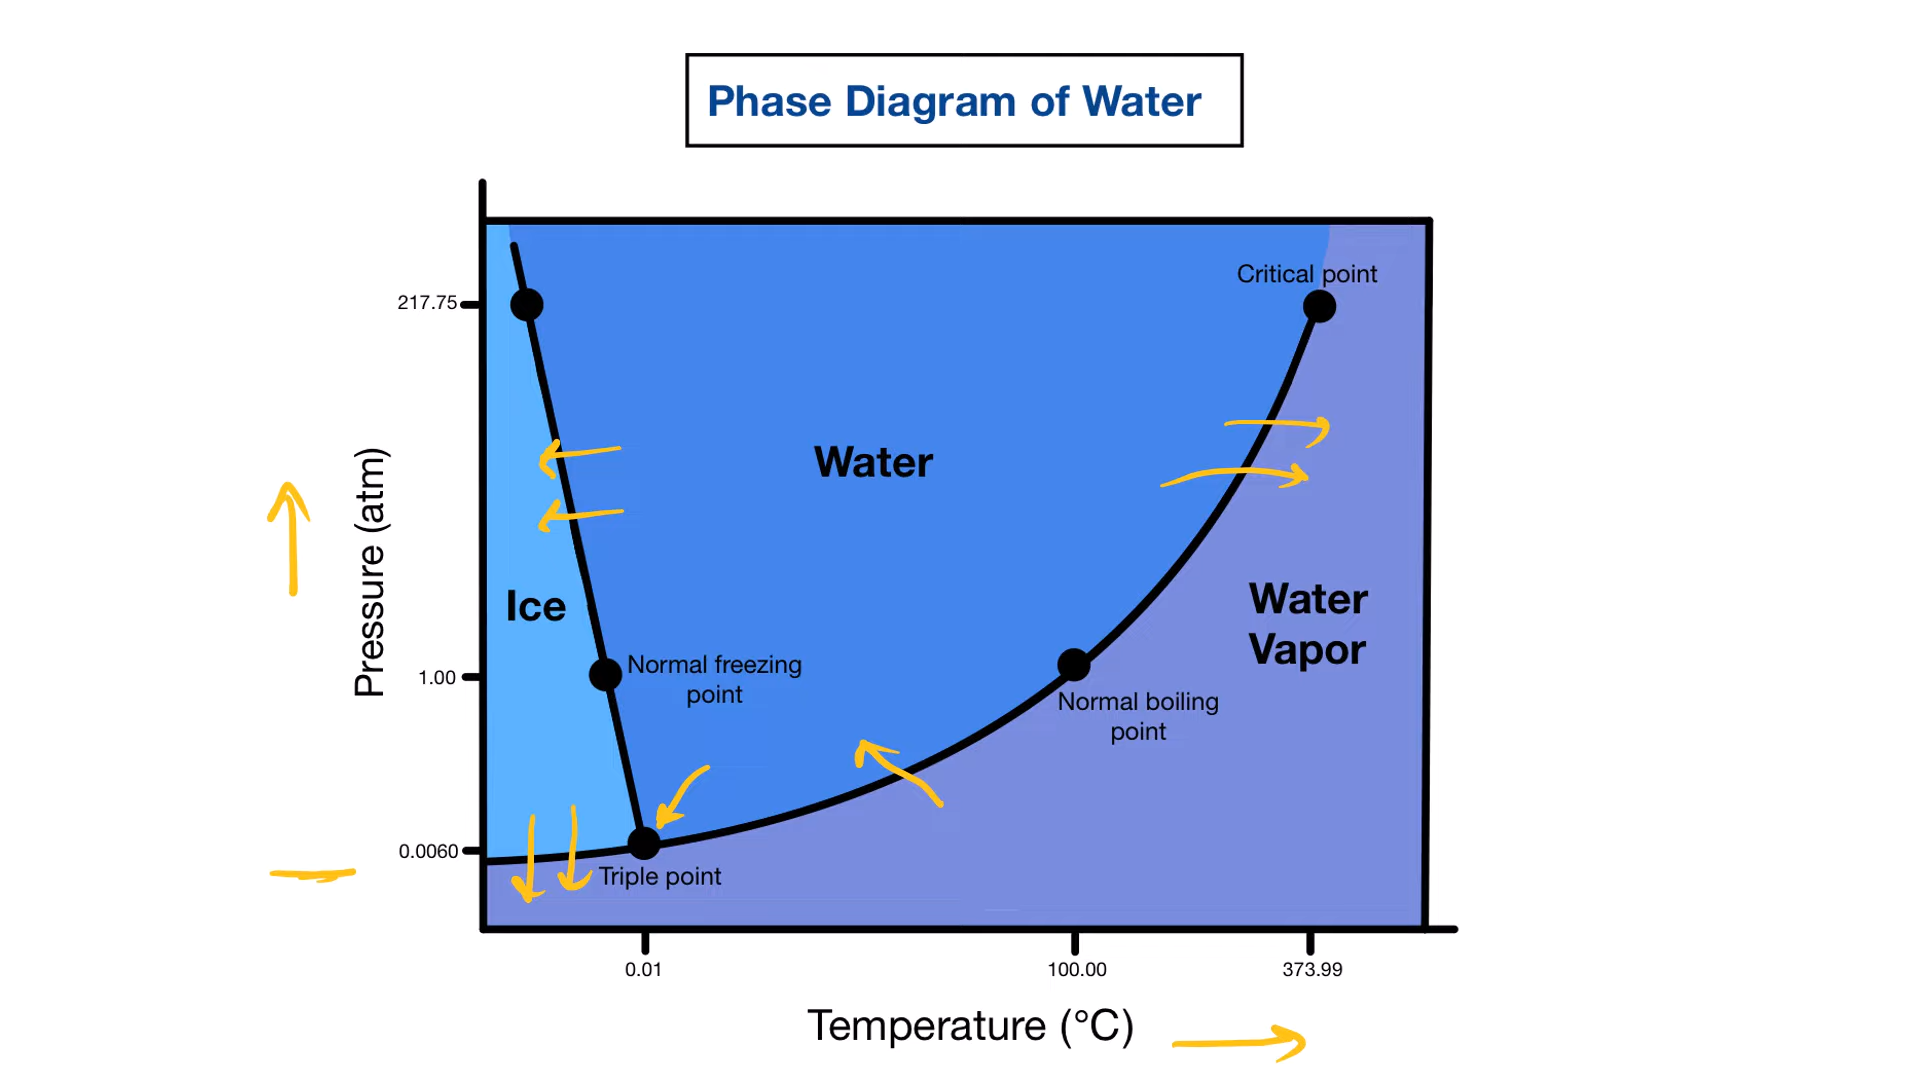 Phase Diagram of Water
Critical point
217.75
Water
Pressure (atm)
Ice
Water
Vapor
Normal freezing
point
1.00
Normal boiling
point
0.0060
Triple point
0.01
100.00
373.99
Temperature (°C)